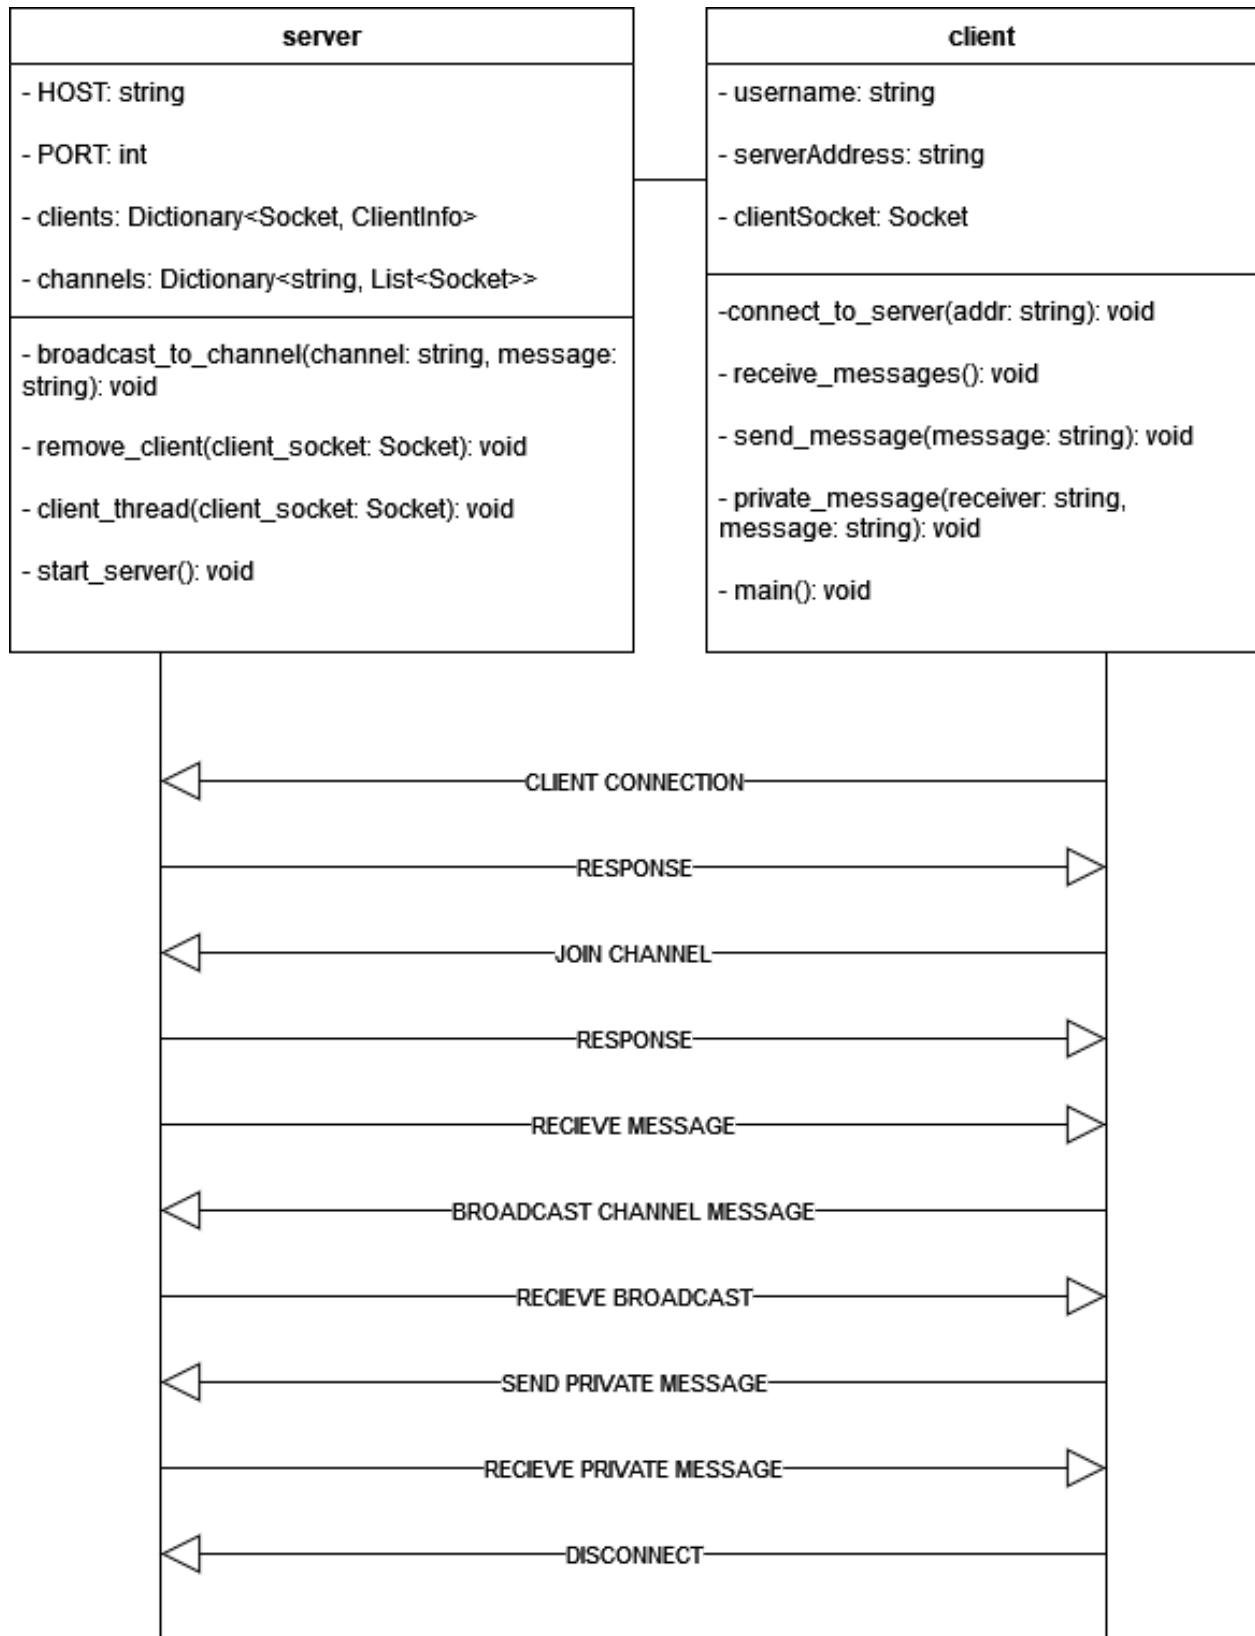 server
- HOST: string
- PORT: int
- clients: Dictionary<Socket, ClientInfo>
- channels: Dictionary<string, List<Socket>>
- broadcast_to_channel(channel: string, message:
string): void
- remove_client(client_socket: Socket): void
- client_thread(client_socket: Socket): void
- start_server(): void
client
- username: string
- serverAddress: string
- clientSocket: Socket
-connect_to_server(addr: string): void
- receive_messages(): void
- send_message(message: string): void
- private_message(receiver: string,
message: string): void
- main(): void
CLIENT CONNECTION
RESPONSE
JOIN CHANNEL
RESPONSE
RECIEVE MESSAGE
BROADCAST CHANNEL MESSAGE
RECIEVE BROADCAST
SEND PRIVATE MESSAGE
RECIEVE PRIVATE MESSAGE
DISCONNECT